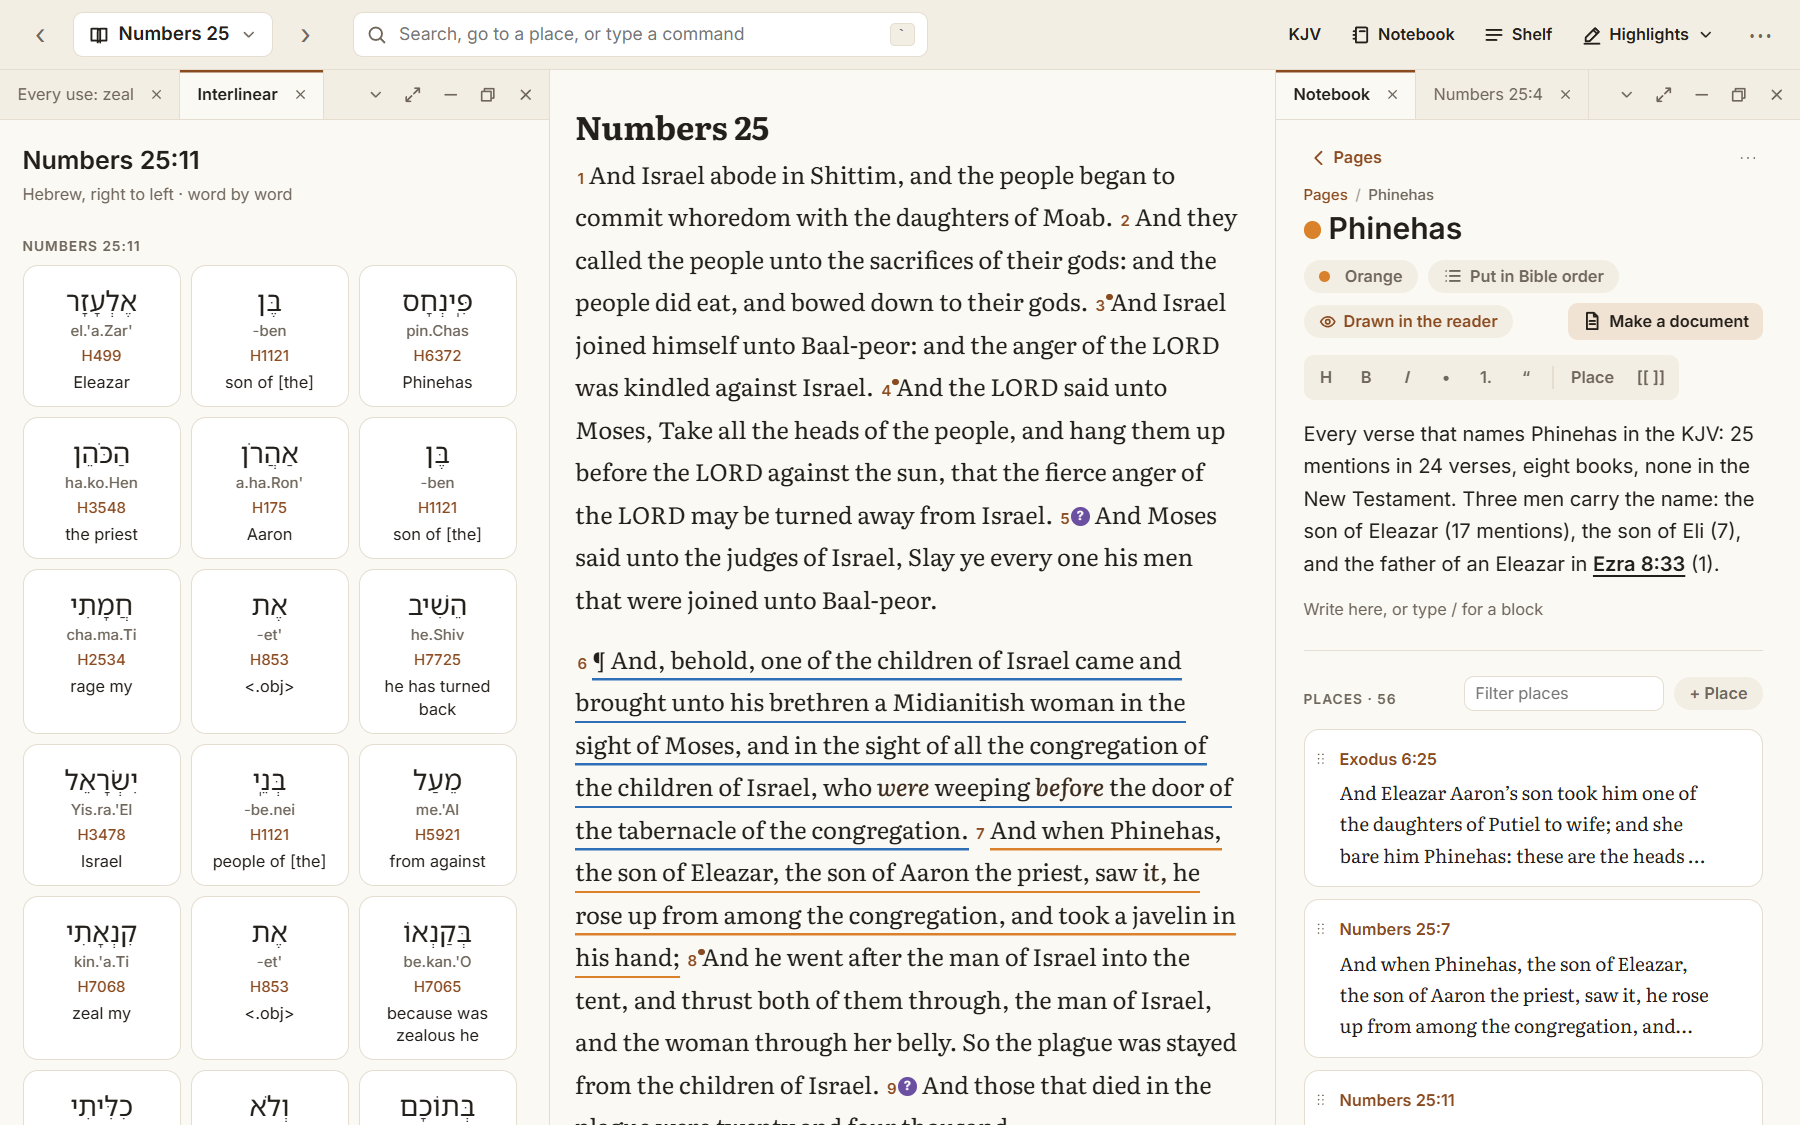 Numbers 25
Search, go to a place, or type a command
`
KJV
Notebook
Shelf
Highlights
Every use: zeal
Interlinear
Numbers 25:11
Hebrew, right to left · word by word
NUMBERS 25:11
אֶלְעָזָר בֶּן פִּינְחָס
el.'a.Zar' -ben pin.Chas
H499 H1121 H6372
Eleazar son of [the] Phinehas
הַכֹּהֵן אַהֲרֹן בֶּן
ha.ko.Hen a.ha.Ron' -ben
H3548 H175 H1121
the priest Aaron son of [the]
חֲמָתִי אֶת הֵשִׁיב
cha.ma.Ti -et' he.Shiv
H2534 H853 H7725
rage my <.obj> he has turned
back
יִשְׂרָאֵל בְּנֵי מֵעַל
Yis.ra.'El -be.nei me.'Al
H3478 H1121 H5921
Israel people of [the] from against
קִנְאָתִי אֶת בְּקַנְאוֹ
kin.'a.Ti -et' be.kan.'O
H7068 H853 H7065
zeal my <.obj> because was
zealous he
כִלִּיתִי וְלֹא בְּתוֹכָם
Numbers 25
1 And Israel abode in Shittim, and the people began to
commit whoredom with the daughters of Moab. 2 And they
called the people unto the sacrifices of their gods: and the
people did eat, and bowed down to their gods. 3 And Israel
joined himself unto Baal-peor: and the anger of the LORD
was kindled against Israel. 4 And the LORD said unto
Moses, Take all the heads of the people, and hang them up
before the LORD against the sun, that the fierce anger of
the LORD may be turned away from Israel. 5 ? And Moses
said unto the judges of Israel, Slay ye every one his men
that were joined unto Baal-peor.
6 ¶ And, behold, one of the children of Israel came and
brought unto his brethren a Midianitish woman in the
sight of Moses, and in the sight of all the congregation of
the children of Israel, who were weeping before the door of
the tabernacle of the congregation. 7 And when Phinehas,
the son of Eleazar, the son of Aaron the priest, saw it, he
rose up from among the congregation, and took a javelin in
his hand; 8 And he went after the man of Israel into the
tent, and thrust both of them through, the man of Israel,
and the woman through her belly. So the plague was stayed
from the children of Israel. 9 ? And those that died in the
plague were twenty and four thousand.
Notebook
Numbers 25:4
Pages
Pages / Phinehas
Phinehas
Orange
Put in Bible order
Drawn in the reader
Make a document
H B I • 1. “ Place [[ ]]
Every verse that names Phinehas in the KJV: 25
mentions in 24 verses, eight books, none in the
New Testament. Three men carry the name: the
son of Eleazar (17 mentions), the son of Eli (7),
and the father of an Eleazar in Ezra 8:33 (1).
Write here, or type / for a block
PLACES · 56
Filter places
+ Place
Exodus 6:25
And Eleazar Aaron’s son took him one of
the daughters of Putiel to wife; and she
bare him Phinehas: these are the heads …
Numbers 25:7
And when Phinehas, the son of Eleazar,
the son of Aaron the priest, saw it, he rose
up from among the congregation, and…
Numbers 25:11